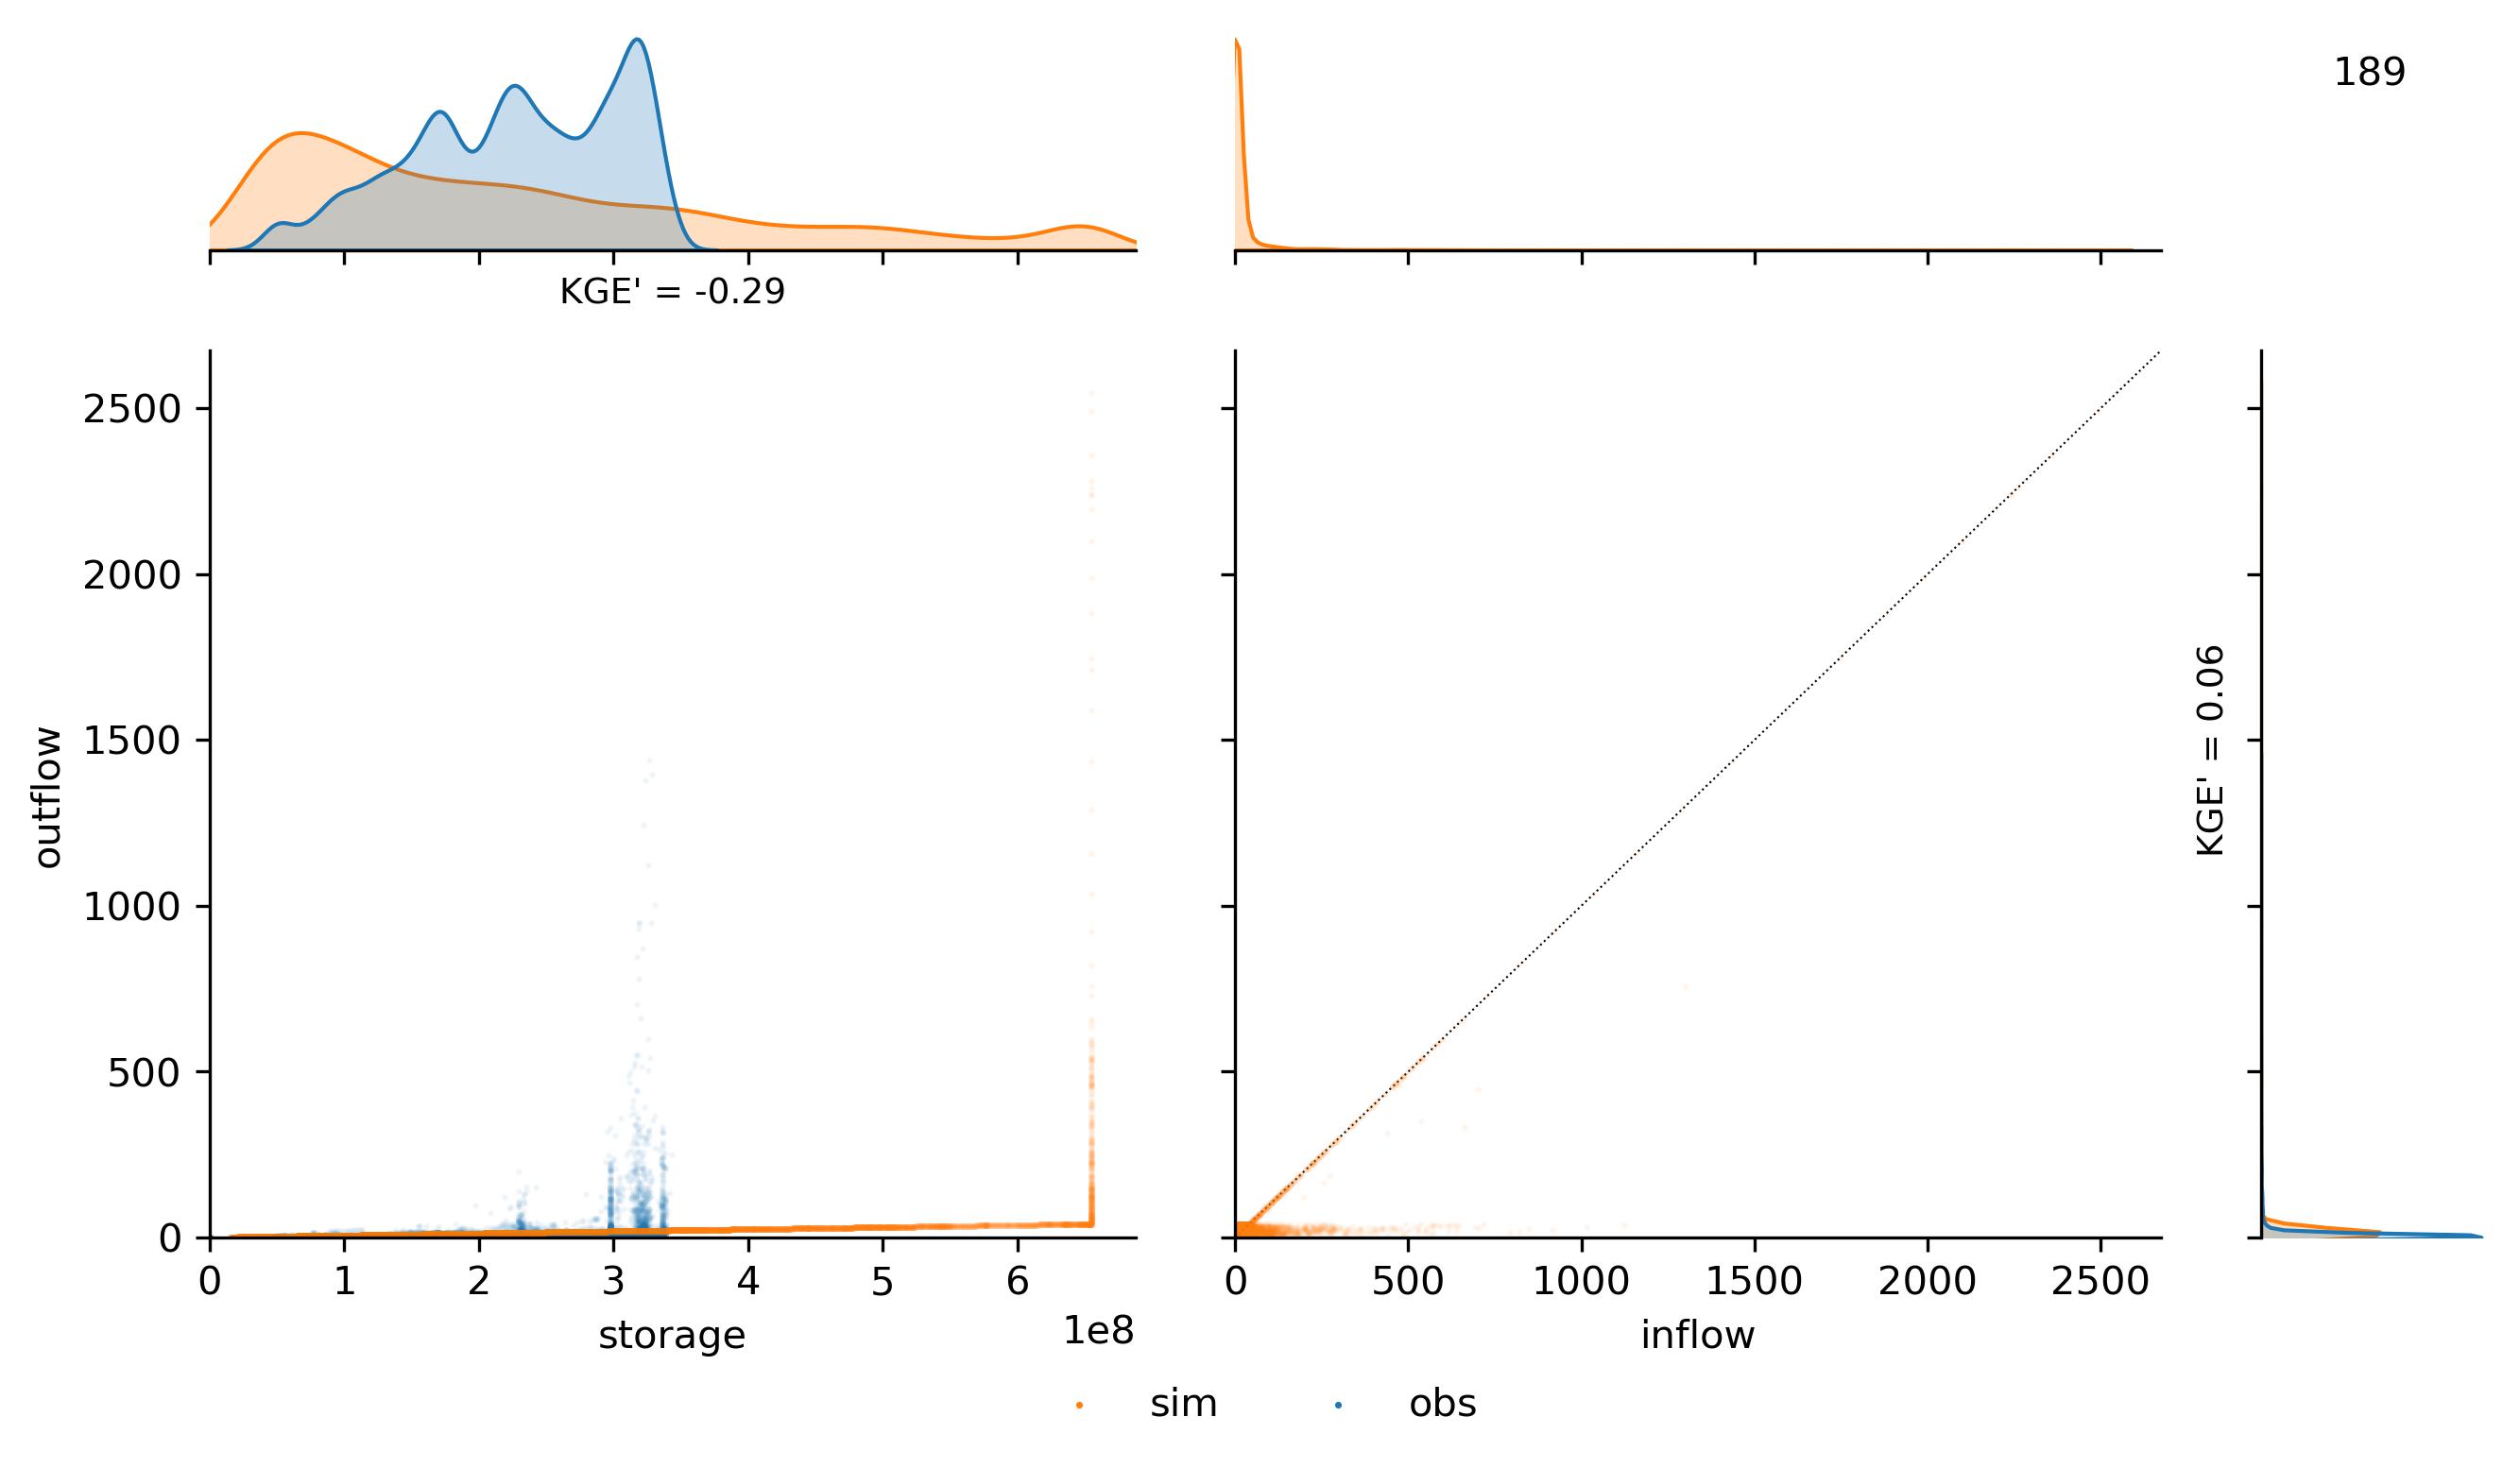 189
KGE' = -0.29
2500
2000
1500
1000
500
0
outflow
KGE' = 0.06
0 1 2 3 4 5 6
0 500 1000 1500 2000 2500
storage
1e8
inflow
sim
obs